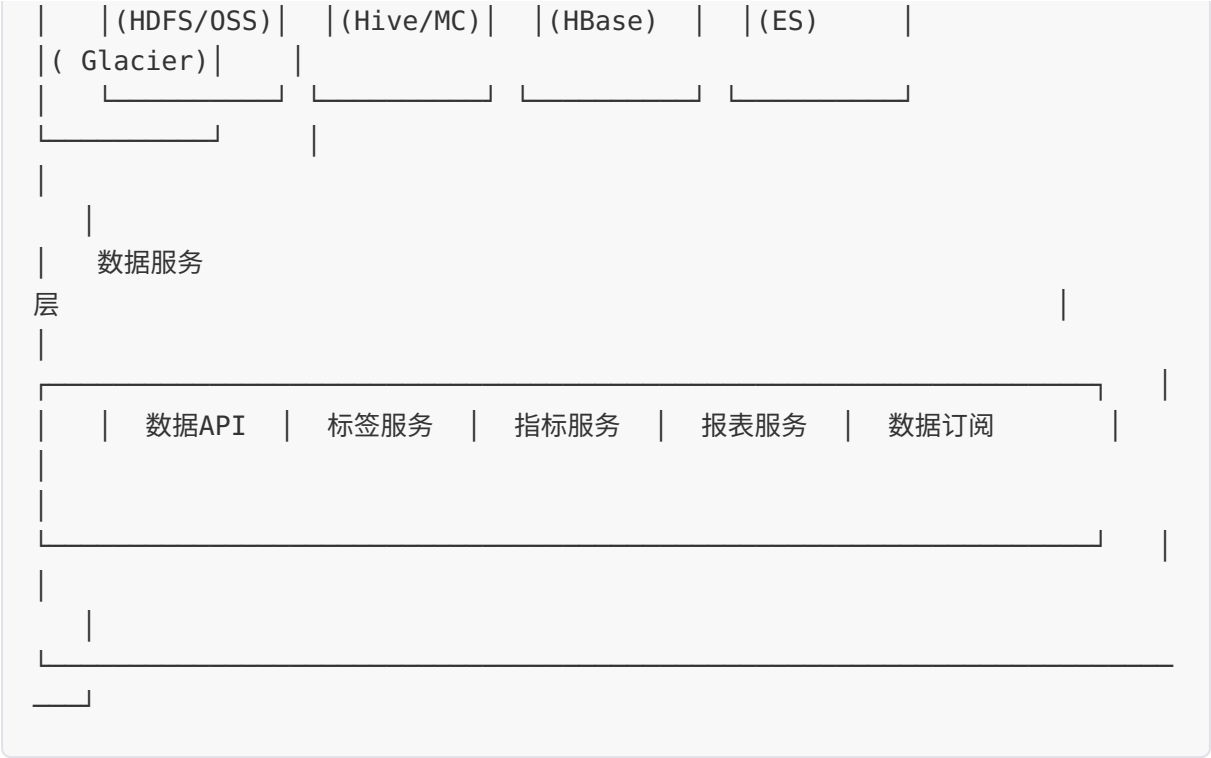 │   │(HDFS/OSS)│  │(Hive/MC)│  │(HBase)  │  │(ES)     │
│( Glacier)│    │
│   └──────────┘ └──────────┘ └──────────┘ └──────────┘
└──────────┘     │
│
   │
│   数据服务
层                                                              │
│
┌────────────────────────────────────────────────────────────────┐   │
│   │  数据API  │  标签服务  │  指标服务  │  报表服务  │  数据订阅       │
│
│
└────────────────────────────────────────────────────────────────┘   │
│
   │
└─────────────────────────────────────────────────────────────────────
───┘